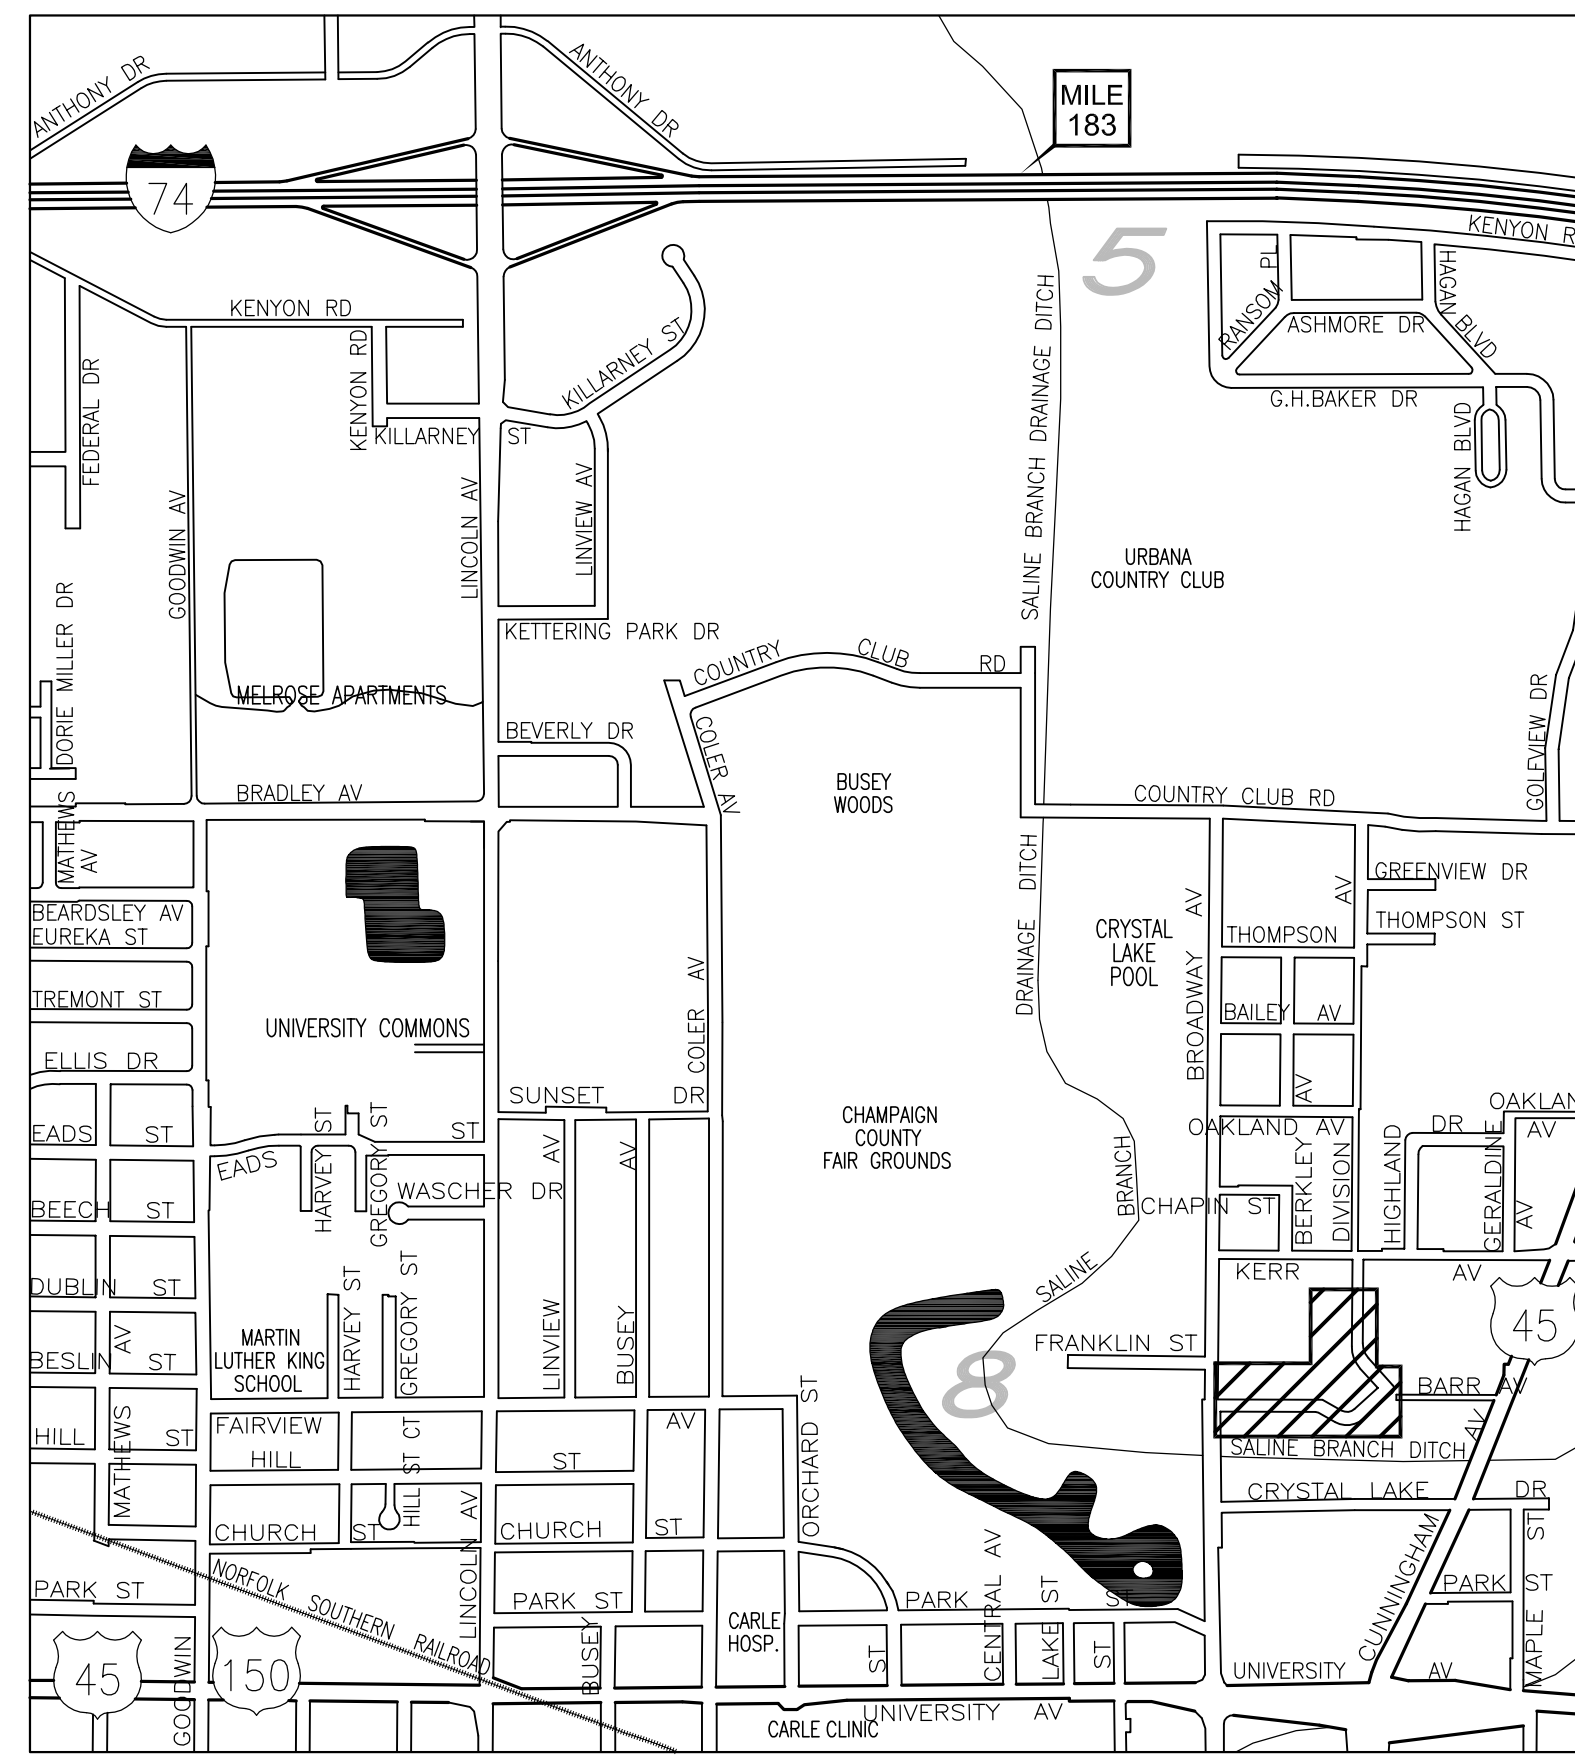 ANTHONY DR
ANTHONY DR
MILE
183
74
5
KENYON R
RANSOM PL
HAGAN BLVD
ASHMORE DR
G.H.BAKER DR
HAGAN BLVD
KENYON RD
KENYON RD
FEDERAL DR
KILLARNEY ST
KILLARNEY ST
GOODWIN AV
LINCOLN AV
LINVIEW AV
SALINE BRANCH DRAINAGE DITCH
URBANA
COUNTRY CLUB
DORIE MILLER DR
KETTERING PARK DR
COUNTRY CLUB RD
MELROSE APARTMENTS
BEVERLY DR
COLER AV
GOLFVIEW DR
BUSEY
WOODS
BRADLEY AV
COUNTRY CLUB RD
MATHEWS AV
GREENVIEW DR
BEARDSLEY AV
EUREKA ST
THOMPSON
THOMPSON ST
AV
CRYSTAL
LAKE
POOL
BROADWAY AV
DRAINAGE DITCH
COLER AV
TREMONT ST
UNIVERSITY COMMONS
BAILEY AV
ELLIS DR
SUNSET DR
OAKLAN
AV
OAKLAND AV
DR
CHAMPAIGN
COUNTY
FAIR GROUNDS
EADS ST
EADS ST
HARVEY ST
GREGORY ST
WASCHER DR
BEECH ST
BRANCH
CHAPIN ST
BERKLEY AV
DIVISION
HIGHLAND
GERALDINE AV
DUBLIN ST
SALINE
KERR AV
45
HARVEY ST
GREGORY ST
LINVIEW AV
BUSEY AV
MARTIN
LUTHER KING
SCHOOL
BESLIN ST
FRANKLIN ST
8
BARR AV
MATHEWS AV
FAIRVIEW AV
HILL ST
HILL ST
HILL ST CT
ORCHARD ST
SALINE BRANCH DITCH
CRYSTAL LAKE DR
CHURCH ST
CHURCH ST
LINCOLN AV
CUNNINGHAM AV
NORFOLK SOUTHERN RAILROAD
PARK ST
PARK ST
PARK ST
PARK ST
CENTRAL AV
LAKE ST
ST
ST
MAPLE ST
CARLE
HOSP.
BUSEY
45
150
GOODWIN
UNIVERSITY AV
UNIVERSITY AV
CARLE CLINIC